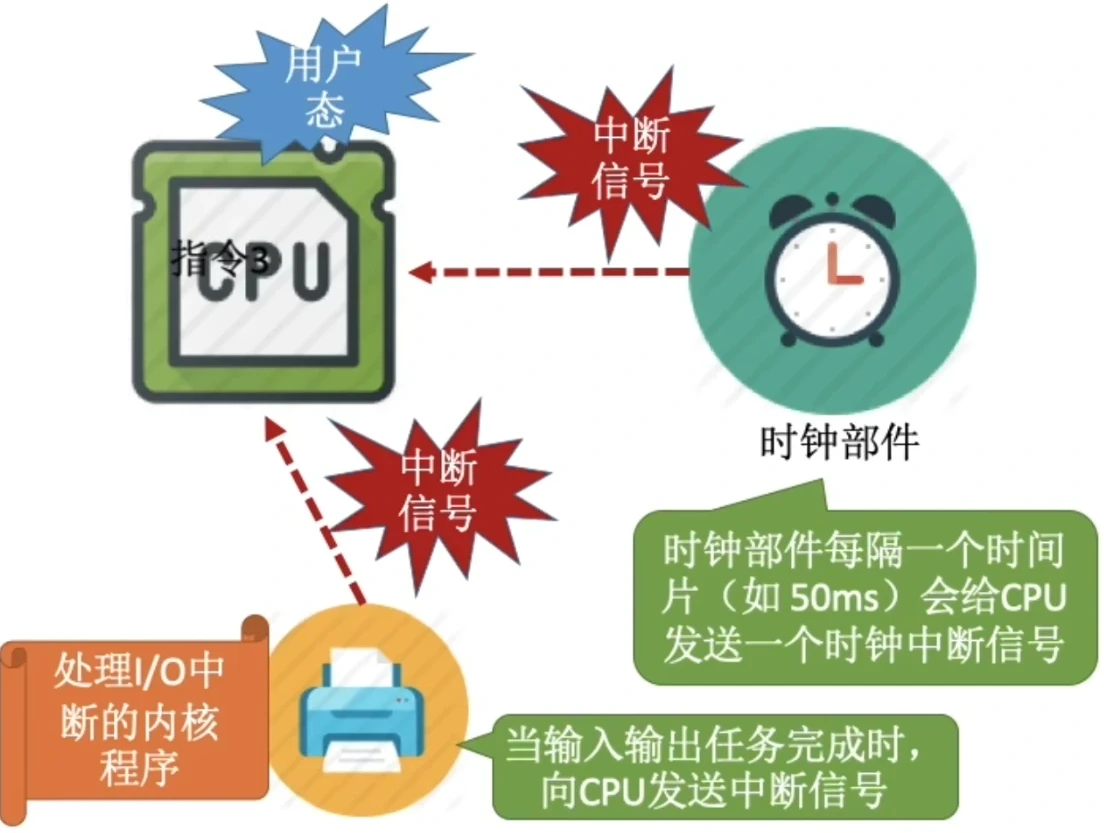 用户
态
中断
信号
指令3
CPU
时钟部件
中断
信号
时钟部件每隔一个时间
片（如 50ms）会给CPU
发送一个时钟中断信号
处理I/O中
断的内核
程序
当输入输出任务完成时，
向CPU发送中断信号